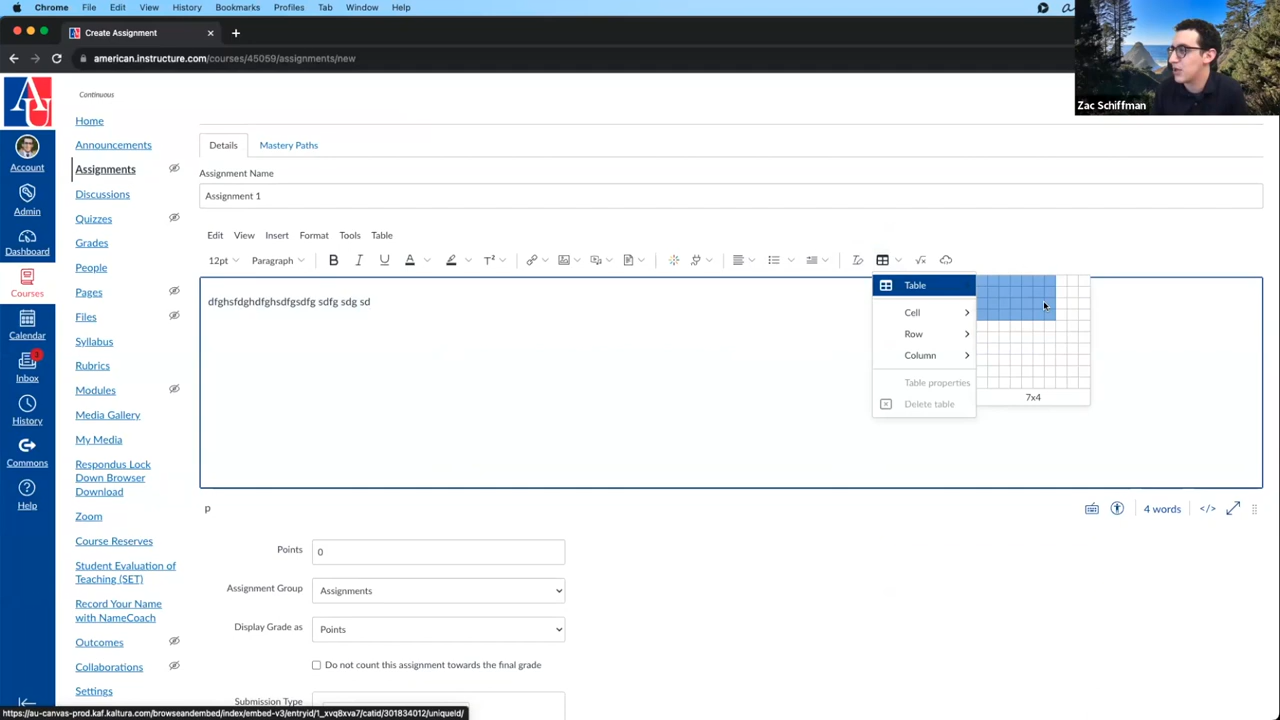 Chrome File Edit View History Bookmarks Profiles Tab Window Help
Create Assignment
american.instructure.com/courses/45059/assignments/new
Zac Schiffman
AU
Account
Admin
Dashboard
Courses
Calendar
Inbox
History
Commons
Help
Continuous
Home
Announcements
Assignments
Discussions
Quizzes
Grades
People
Pages
Files
Syllabus
Rubrics
Modules
Media Gallery
My Media
Respondus Lock
Down Browser
Download
Zoom
Course Reserves
Student Evaluation of
Teaching (SET)
Record Your Name
with NameCoach
Outcomes
Collaborations
Settings
Details Mastery Paths
Assignment Name
Assignment 1
Edit View Insert Format Tools Table
12pt Paragraph B I U A T²
dfghsfdghdfghsdfgsdfg sdfg sdg sd
Table
Cell
Row
Column
Table properties
Delete table
7x4
p
4 words </>
Points 0
Assignment Group Assignments
Display Grade as Points
Do not count this assignment towards the final grade
Submission Type
https://au-canvas-prod.kaf.kaltura.com/browseandembed/index/embed-v3/entryid/1_xvq8xva7/catid/301834012/uniqueId/